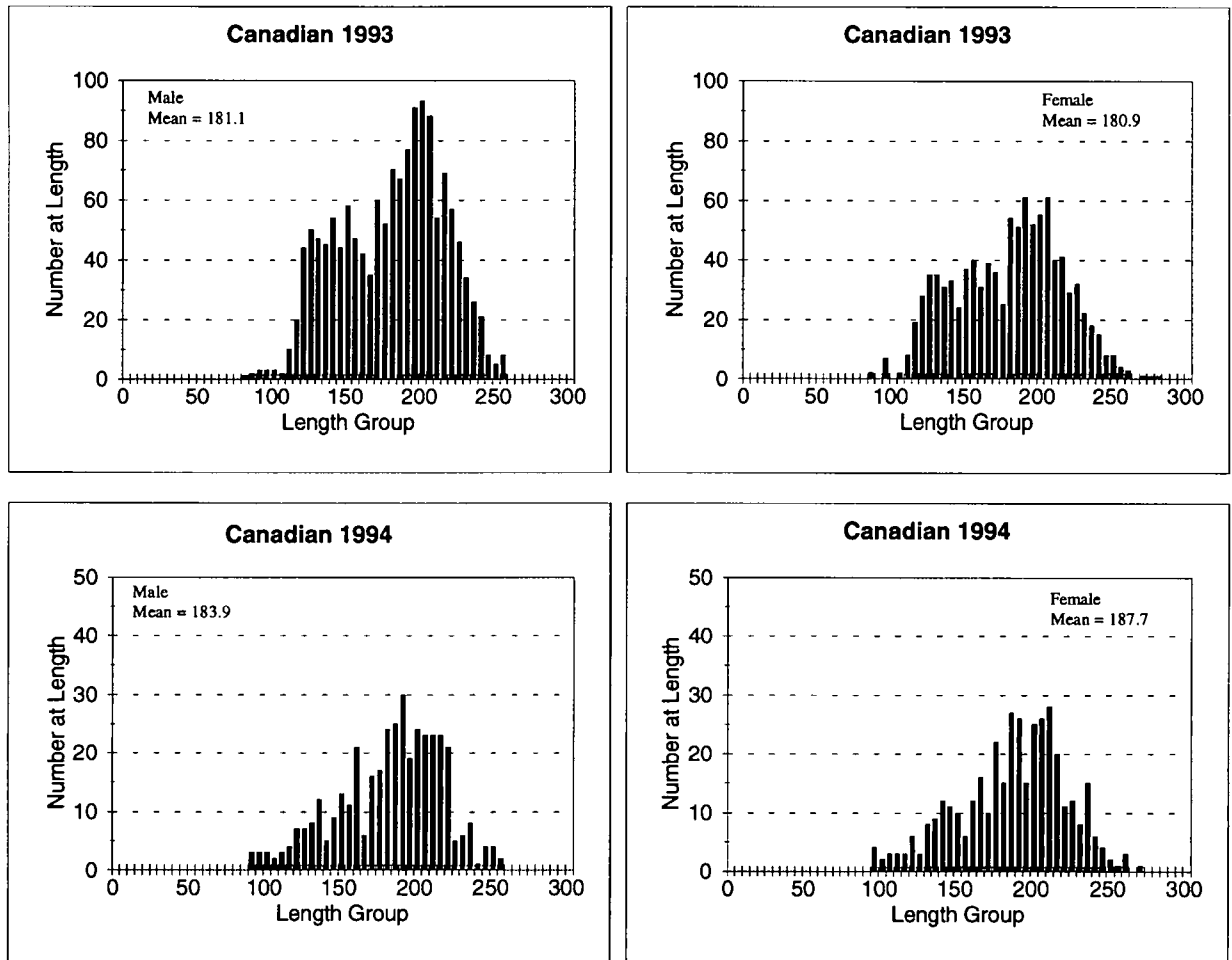 Canadian 1993
Male
Mean = 181.1
Number at Length
100
80
60
40
20
0
0 50 100 150 200 250 300
Length Group
Canadian 1993
Female
Mean = 180.9
Number at Length
100
80
60
40
20
0
0 50 100 150 200 250 300
Length Group
Canadian 1994
Male
Mean = 183.9
Number at Length
50
40
30
20
10
0
0 50 100 150 200 250 300
Length Group
Canadian 1994
Female
Mean = 187.7
Number at Length
50
40
30
20
10
0
0 50 100 150 200 250 300
Length Group